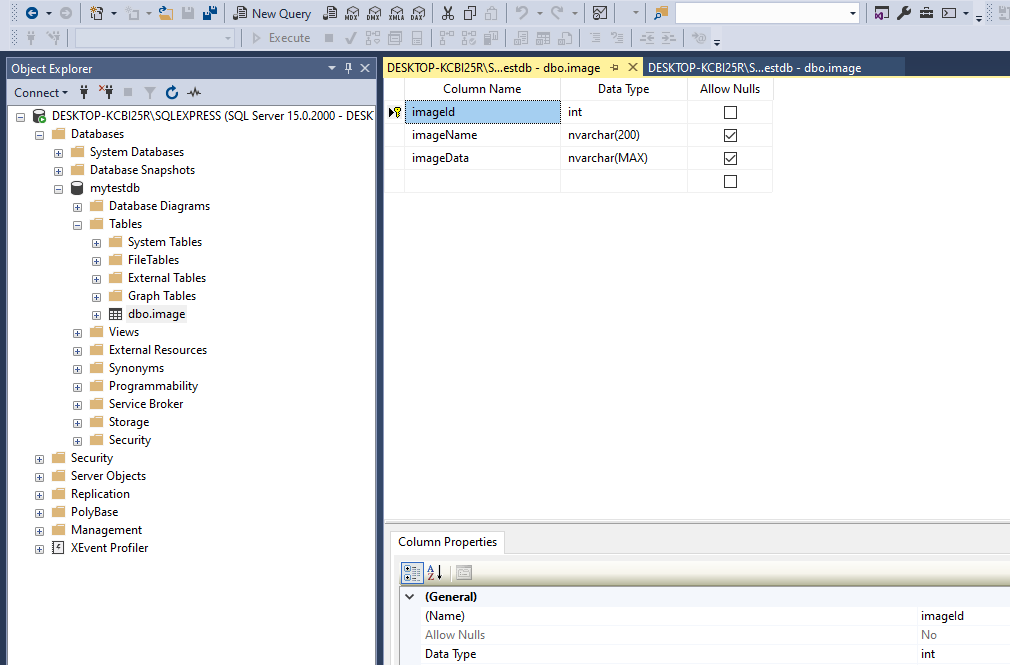 New Query
MDX DMX XMLA DAX
Execute
Object Explorer
Connect
DESKTOP-KCBI25R\SQLEXPRESS (SQL Server 15.0.2000 - DESK
Databases
System Databases
Database Snapshots
mytestdb
Database Diagrams
Tables
System Tables
FileTables
External Tables
Graph Tables
dbo.image
Views
External Resources
Synonyms
Programmability
Service Broker
Storage
Security
Security
Server Objects
Replication
PolyBase
Management
XEvent Profiler
DESKTOP-KCBI25R\S...estdb - dbo.image
DESKTOP-KCBI25R\S...estdb - dbo.image
Column Name Data Type Allow Nulls
imageId int
imageName nvarchar(200)
imageData nvarchar(MAX)
Column Properties
A Z
(General)
(Name) imageId
Allow Nulls No
Data Type int